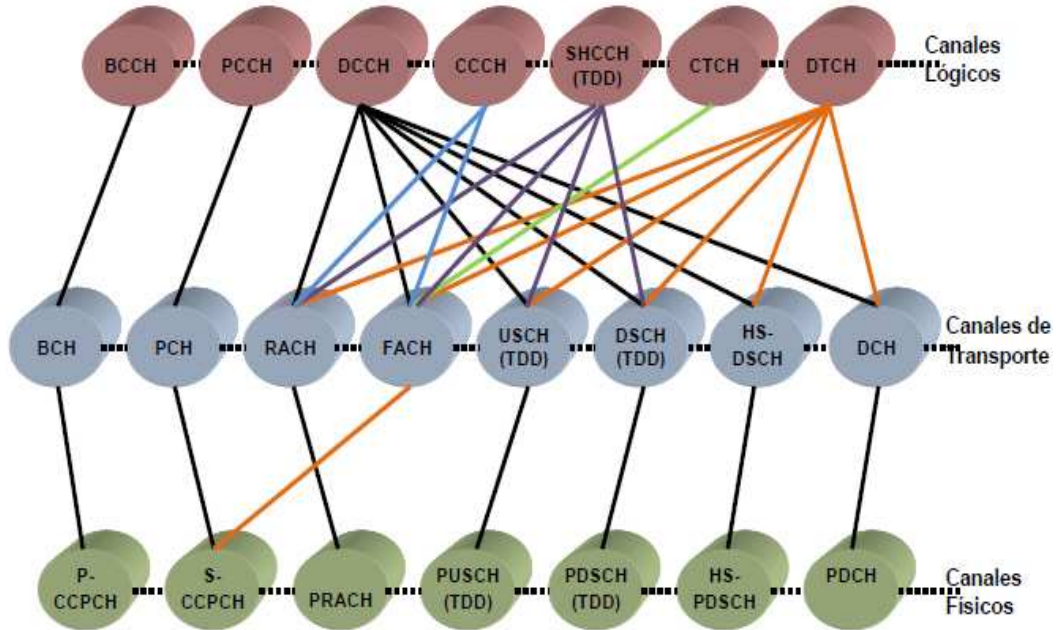 BCCH
PCCH
DCCH
CCCH
SHCCH
(TDD)
CTCH
DTCH
Canales
Lógicos
BCH
PCH
RACH
FACH
USCH
(TDD)
DSCH
(TDD)
HS-
DSCH
DCH
Canales de
Transporte
P-
CCPCH
S-
CCPCH
PRACH
PUSCH
(TDD)
PDSCH
(TDD)
HS-
PDSCH
PDCH
Canales
Físicos